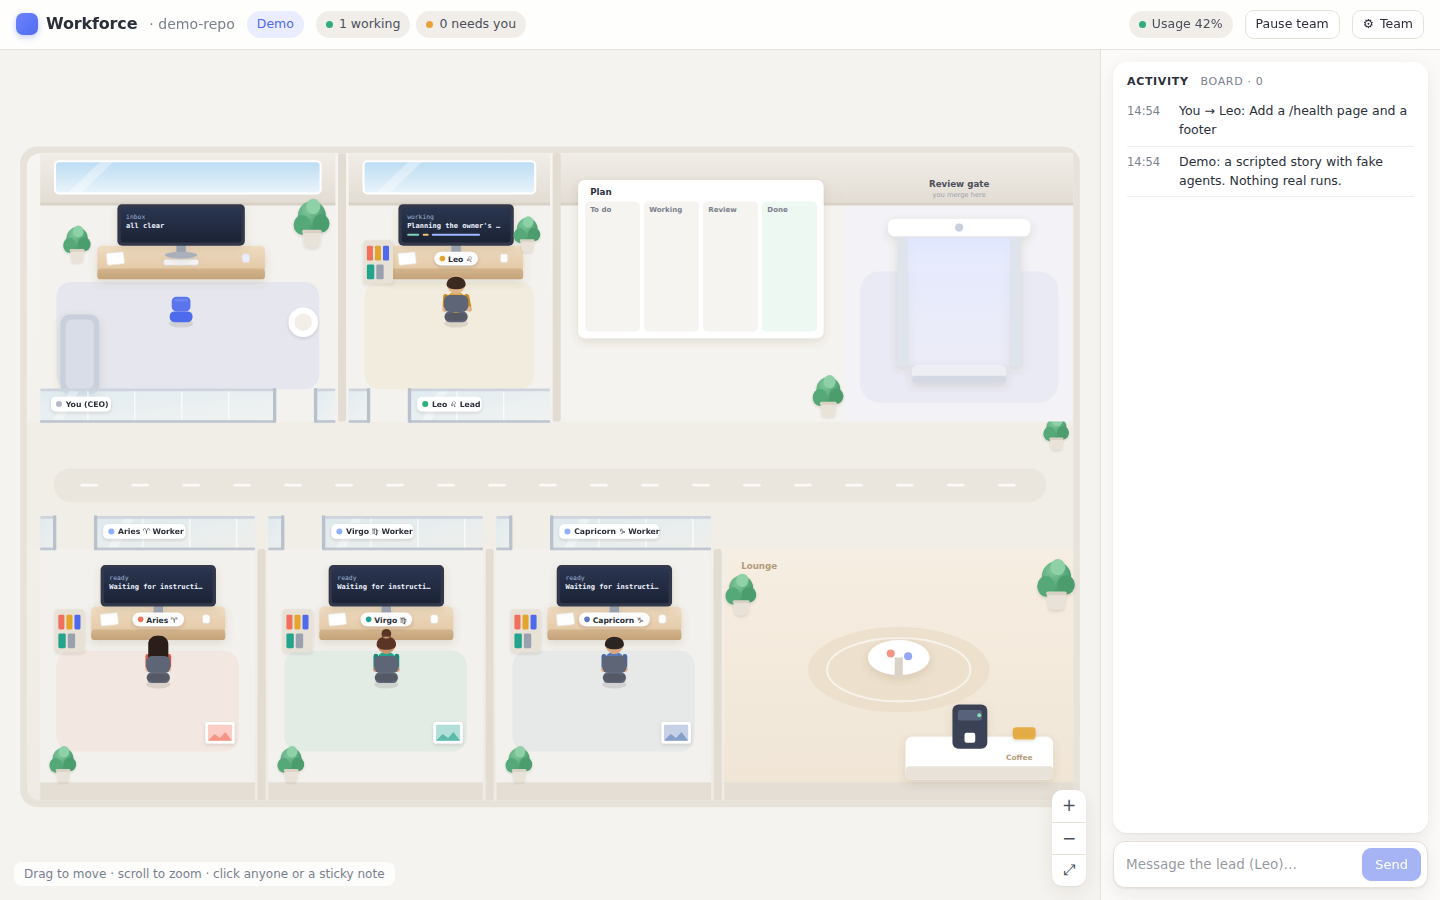 Workforce · demo-repo Demo 1 working 0 needs you Usage 42% Pause team ⚙ Team
ACTIVITY BOARD · 0
14:54 You → Leo: Add a /health page and a
footer
14:54 Demo: a scripted story with fake
agents. Nothing real runs.
inbox
all clear
working
Planning the owner's …
Leo ♌
Plan
To do Working Review Done
Review gate
you merge here
You (CEO)
Leo ♌ Lead
Aries ♈ Worker
Virgo ♍ Worker
Capricorn ♑ Worker
ready
Waiting for instructi…
Aries ♈
ready
Waiting for instructi…
Virgo ♍
ready
Waiting for instructi…
Capricorn ♑
Lounge
Coffee
+
−
⤢
Drag to move · scroll to zoom · click anyone or a sticky note
Message the lead (Leo)… Send